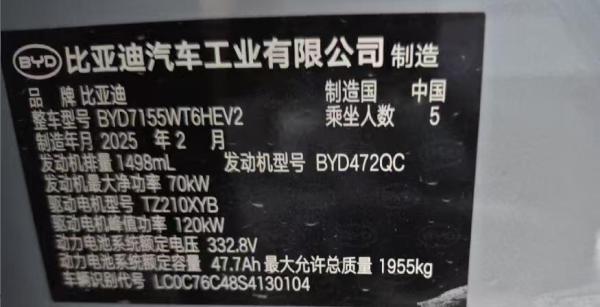 BYD 比亚迪汽车工业有限公司 制造
品 牌 比亚迪 制造国 中国
整车型号 BYD7155WT6HEV2 乘坐人数 5
制造年月 2025 年 2 月
发动机排量 1498mL 发动机型号 BYD472QC
发动机最大净功率 70kW
驱动电机型号 TZ210XYB
驱动电机峰值功率 120kW
动力电池系统额定电压 332.8V
动力电池系统额定容量 47.7Ah 最大允许总质量 1955kg
车辆识别代号 LC0C76C48S4130104